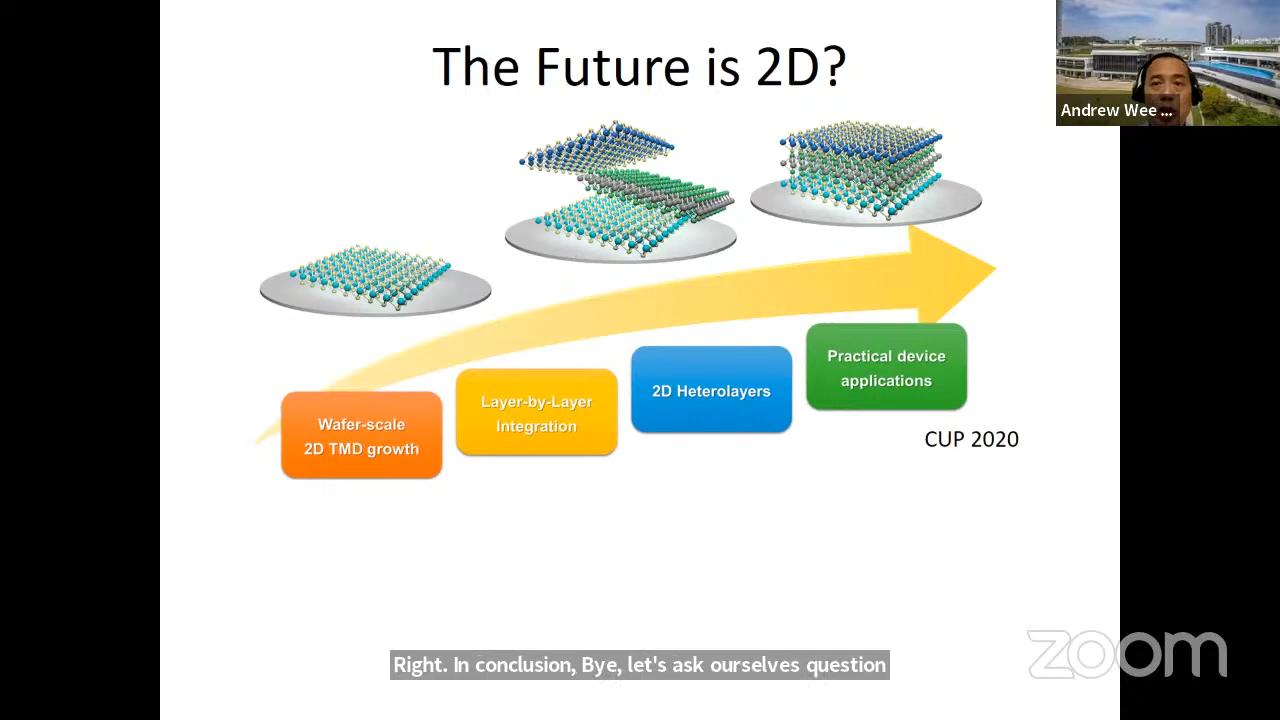 The Future is 2D?
Andrew Wee ...
Wafer-scale
2D TMD growth
Layer-by-Layer
Integration
2D Heterolayers
Practical device
applications
CUP 2020
Right. In conclusion, Bye, let's ask ourselves question
zoom